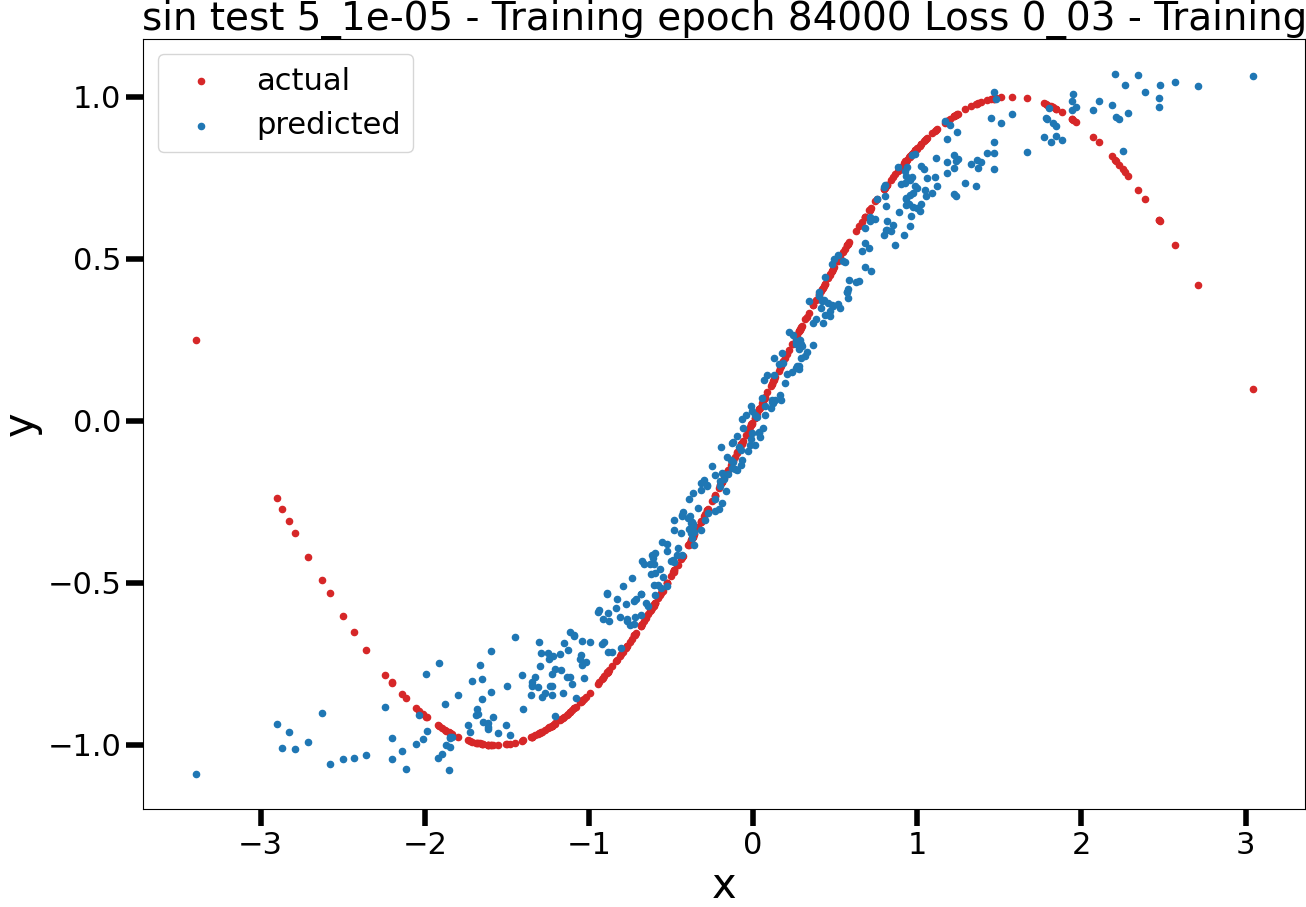 sin test 5_1e-05 - Training epoch 84000 Loss 0_03 - Training
actual
predicted
1.0
0.5
0.0
−0.5
−1.0
y
−3
−2
−1
0
1
2
3
x